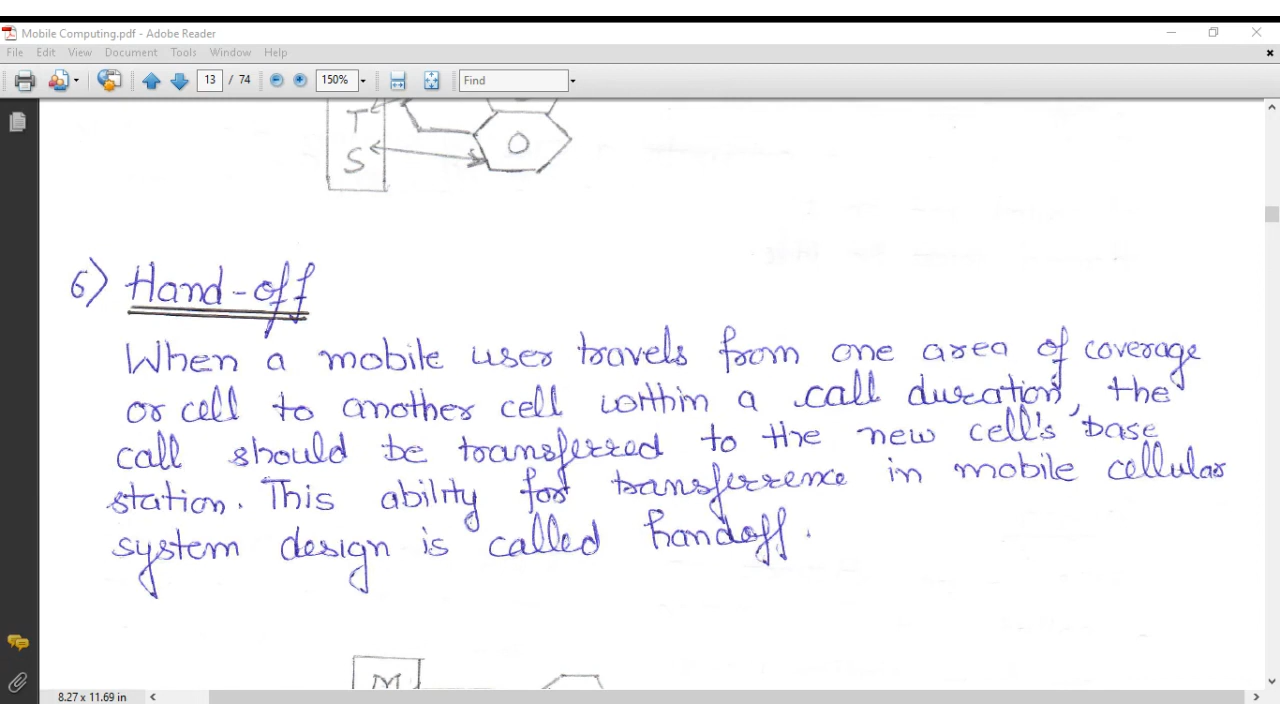 Mobile Computing.pdf - Adobe Reader
File Edit View Document Tools Window Help
13 / 74 150% Find
T
S O
6) Hand-off
When a mobile user travels from one area of coverage
or cell to another cell within a call duration, the
call should be transferred to the new cell's base
station. This ability for transferrence in mobile cellular
system design is called handoff.
M
8.27 x 11.69 in